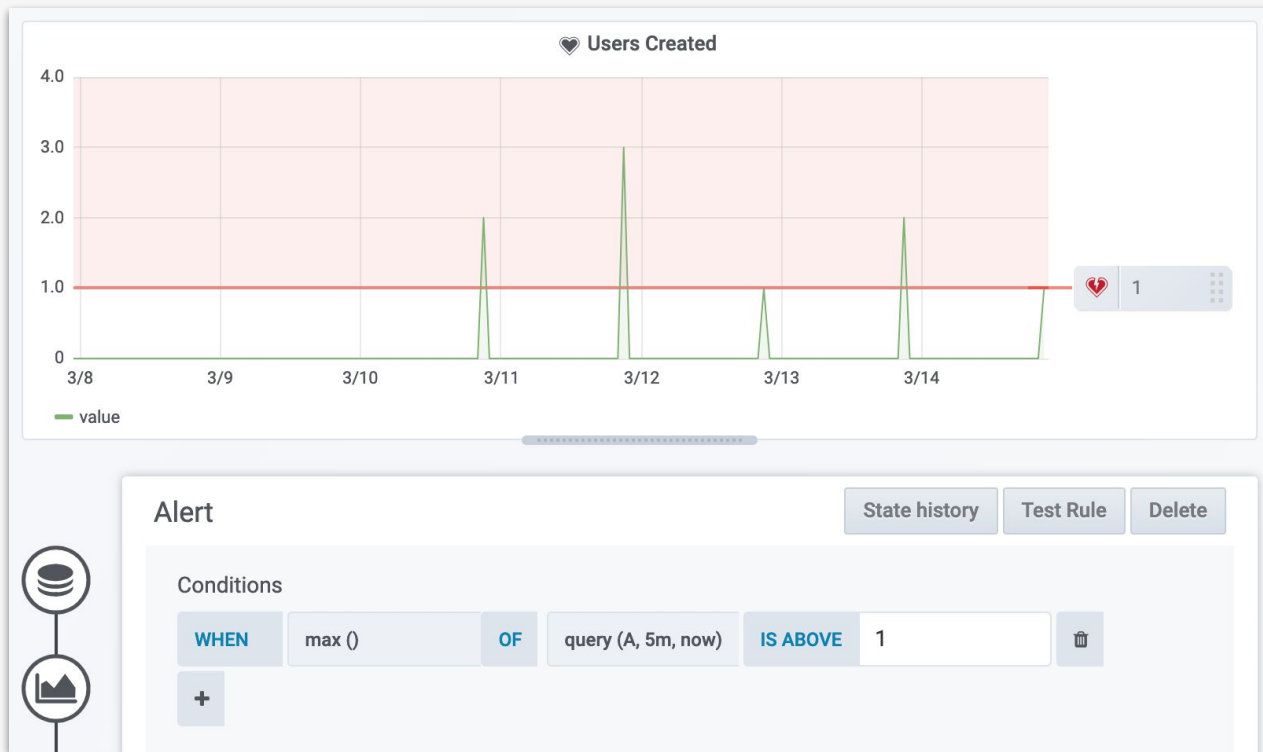 Users Created
4.0
3.0
2.0
1.0
0
1
3/8 3/9 3/10 3/11 3/12 3/13 3/14
value
Alert State history Test Rule Delete
Conditions
WHEN max () OF query (A, 5m, now) IS ABOVE 1
+